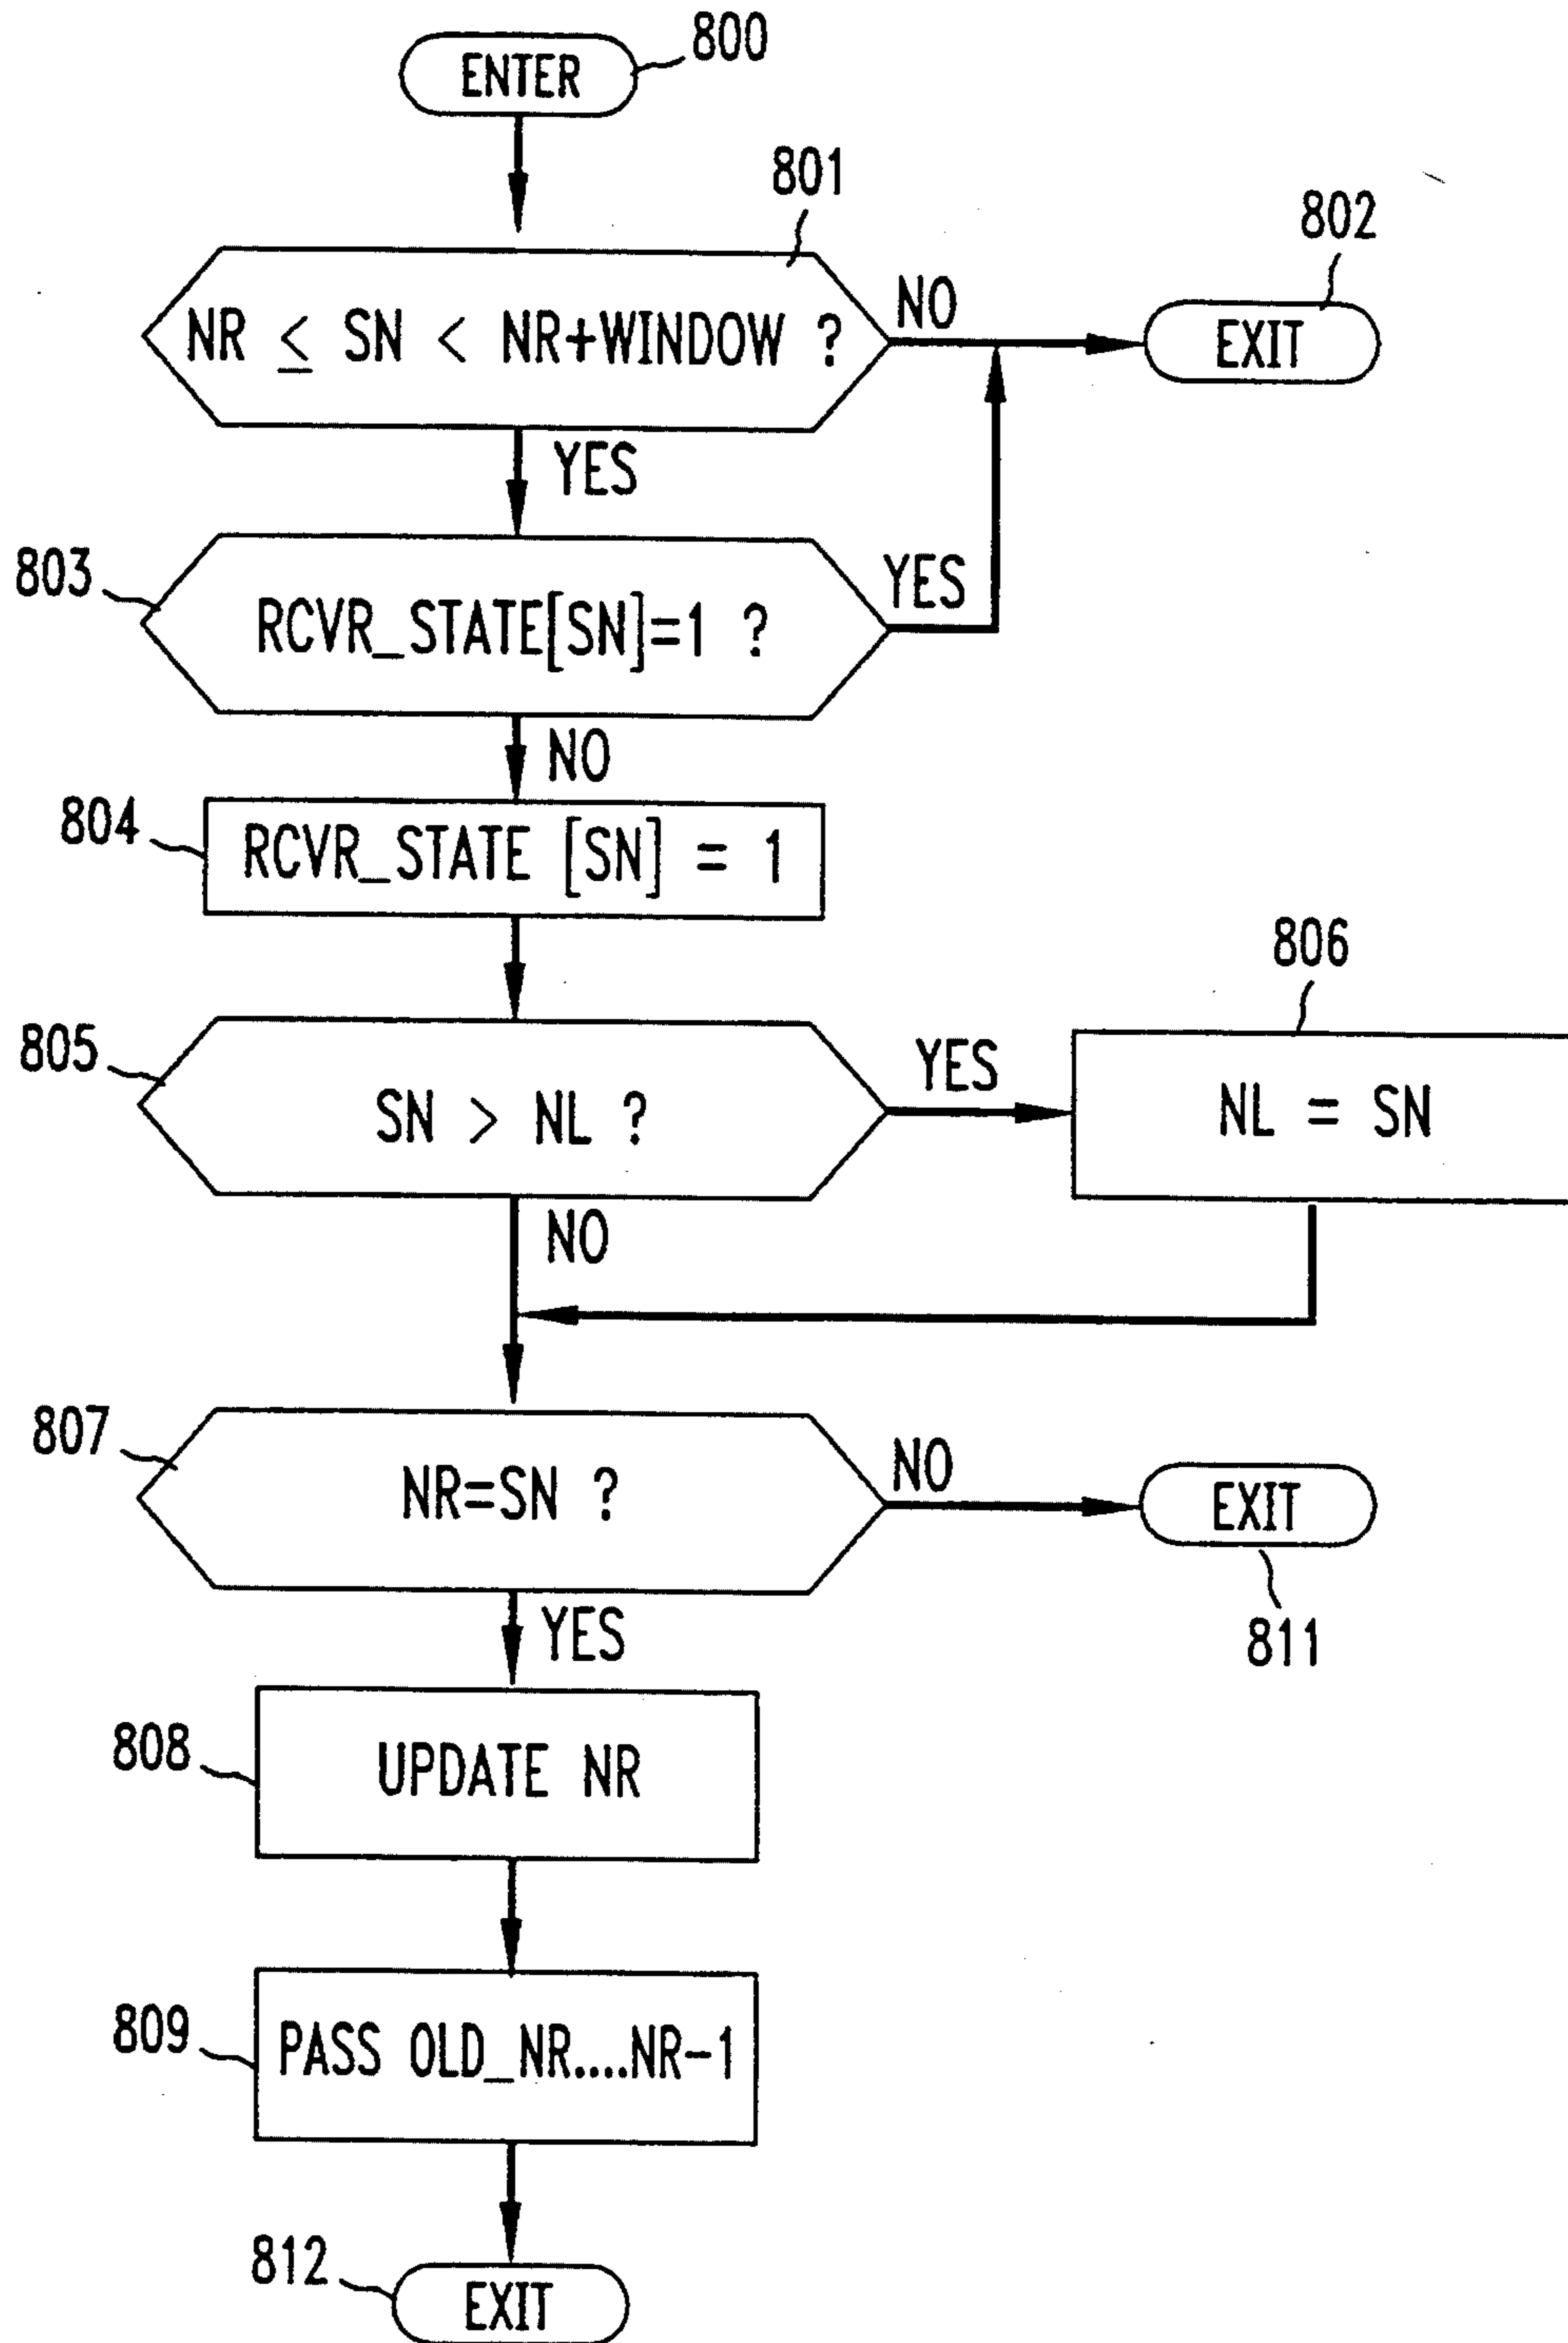 800
ENTER
801
802
NR ≤ SN < NR+WINDOW ?
NO
EXIT
YES
803
RCVR_STATE[SN]=1 ?
YES
NO
804
RCVR_STATE [SN] = 1
806
805
SN > NL ?
YES
NL = SN
NO
807
NR=SN ?
NO
EXIT
811
YES
808
UPDATE NR
809
PASS OLD_NR....NR-1
812
EXIT